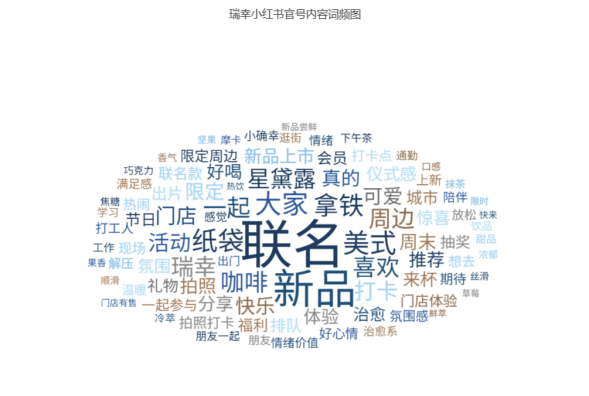 瑞幸小红书官号内容词频图
新品尝鲜
坚果 摩卡 小确幸 逛街 情绪 下午茶
香气 限定周边 新品上市 会员 打卡点 通勤
巧克力 联名款 好喝 星黛露 真的 仪式感 上新 口感
满足感 出片 限定 热饮 可爱 城市 陪伴 抹茶
焦糖 热闹 一起 大家 拿铁 周边 惊喜 放松 限时
学习 节日 门店 感觉 快来
打工人 纸袋 联名 美式 饮品
工作 现场 活动 周末 抽奖 甜品
果香 解压 氛围 瑞幸 出门 喜欢 推荐 想去 浓郁
顺滑 咖啡 新品 来杯 期待 丝滑
温暖 礼物 拍照 打卡 草莓
门店有售 一起参与 分享 快乐 门店体验
冷萃 体验 治愈 氛围感 鲜萃
拍照打卡 福利 排队 好心情 治愈系
朋友一起 朋友 情绪价值